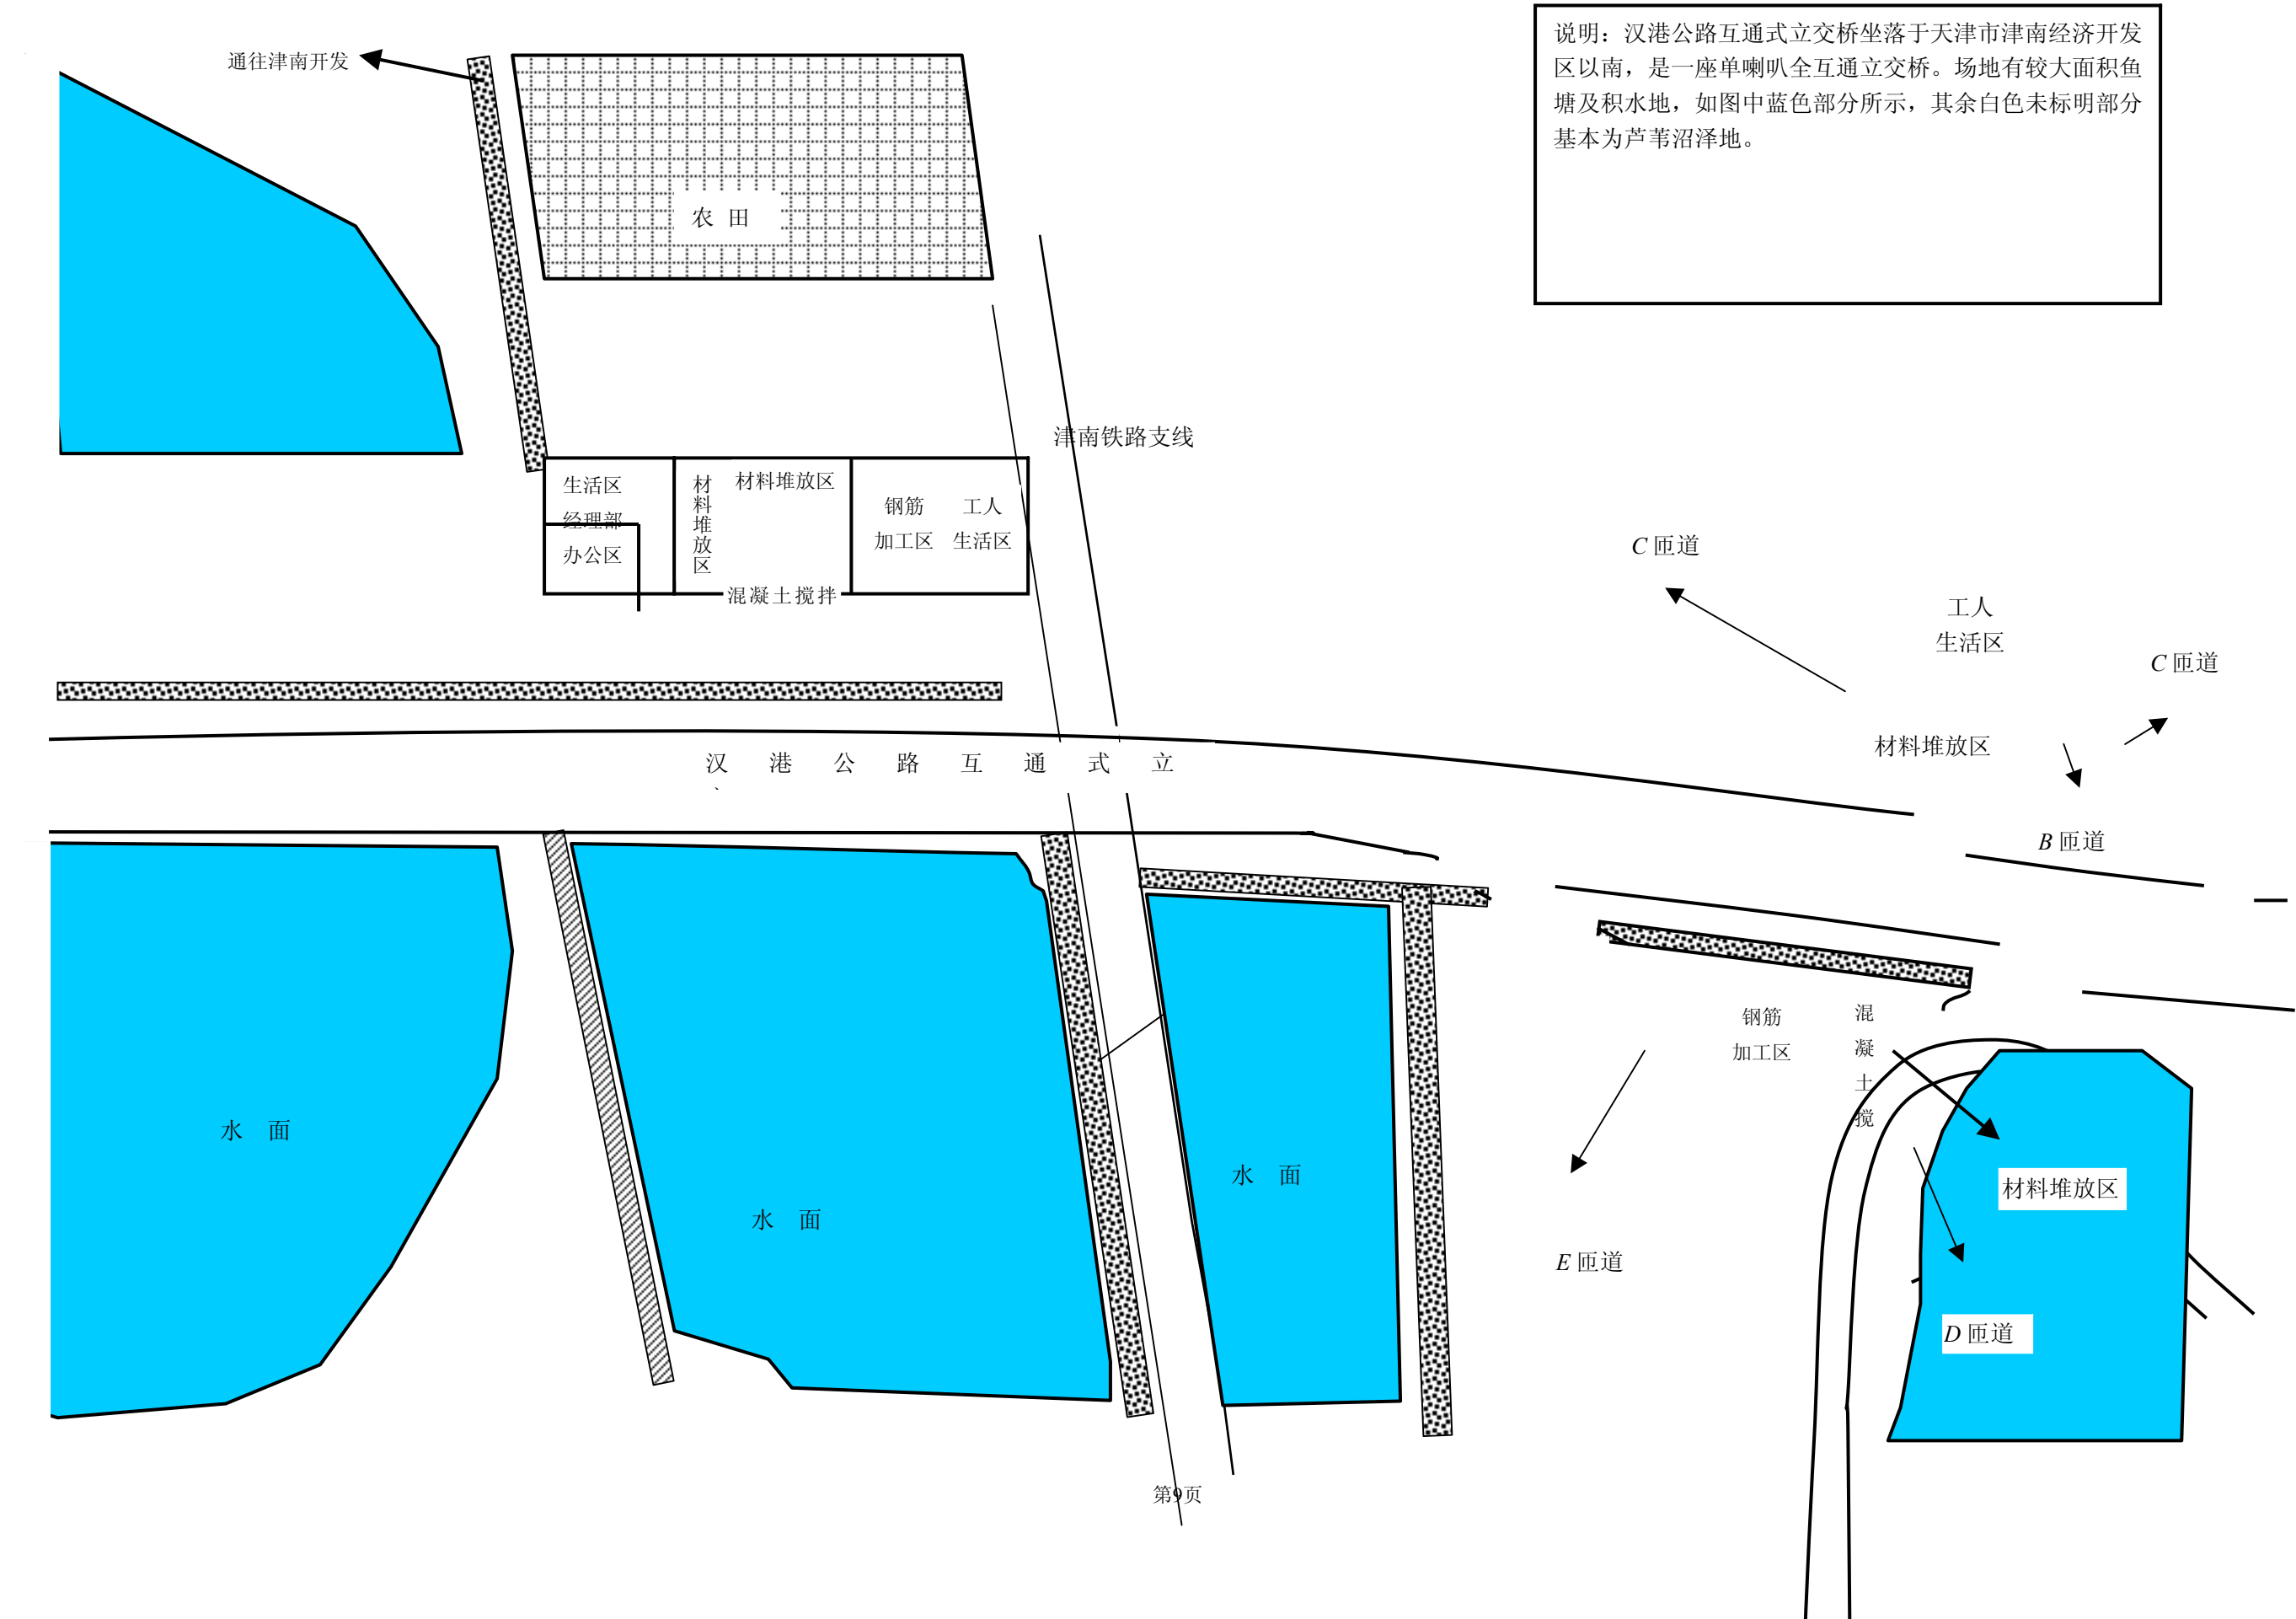 说明：汉港公路互通式立交桥坐落于天津市津南经济开发
区以南，是一座单喇叭全互通立交桥。场地有较大面积鱼
塘及积水地，如图中蓝色部分所示，其余白色未标明部分
基本为芦苇沼泽地。
通往津南开发
农 田
津南铁路支线
生活区
经理部
办公区
材料堆放区
材料堆放区
混凝土搅拌
钢筋
加工区
工人
生活区
C 匝道
工人
生活区
C 匝道
材料堆放区
B 匝道
汉 港 公 路 互 通 式 立
钢筋
加工区
混
凝
土
搅
水 面
水 面
水 面
材料堆放区
E 匝道
D 匝道
第9页